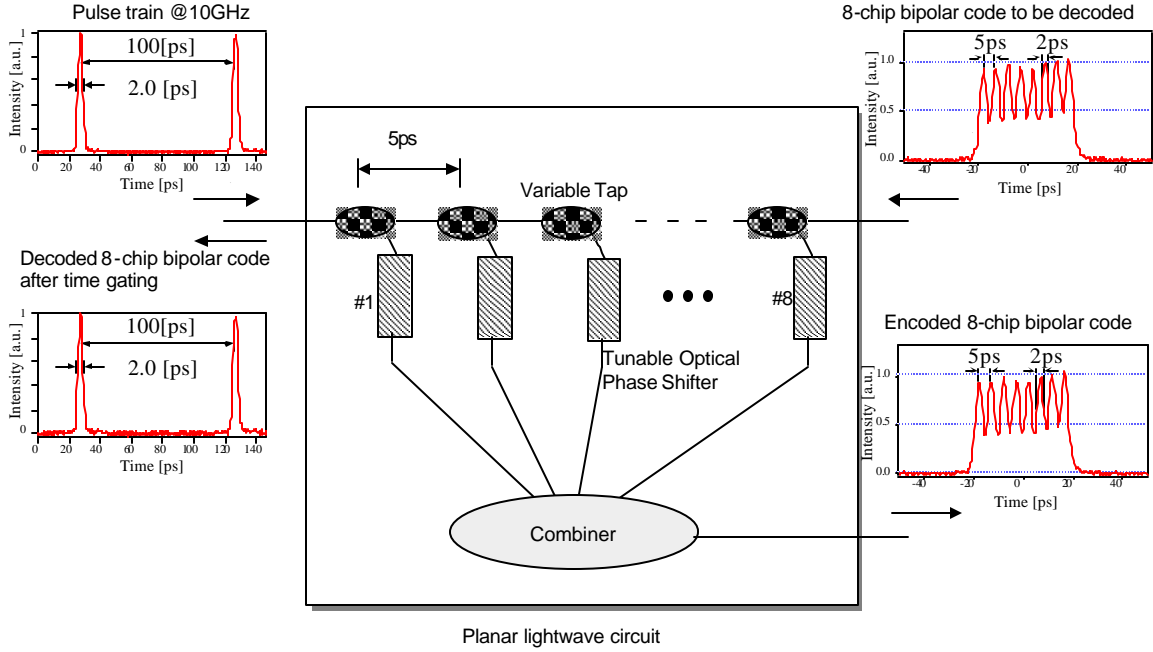 Pulse train @10GHz
Intensity [a.u.]
1
0
100[ps]
2.0 [ps]
0 20 40 60 80 100 120 140
Time [ps]
8-chip bipolar code to be decoded
Intensity [a.u.]
1.0
0.5
0.0
5ps 2ps
-40 -20 0 20 40
Time [ps]
5ps
Variable Tap
Decoded 8-chip bipolar code
after time gating
Intensity [a.u.]
1
0
100[ps]
2.0 [ps]
0 20 40 60 80 100 120 140
Time [ps]
#1
#8
Tunable Optical
Phase Shifter
Encoded 8-chip bipolar code
Intensity [a.u.]
1.0
0.5
0.0
5ps 2ps
-40 -20 0 20 40
Time [ps]
Combiner
Planar lightwave circuit